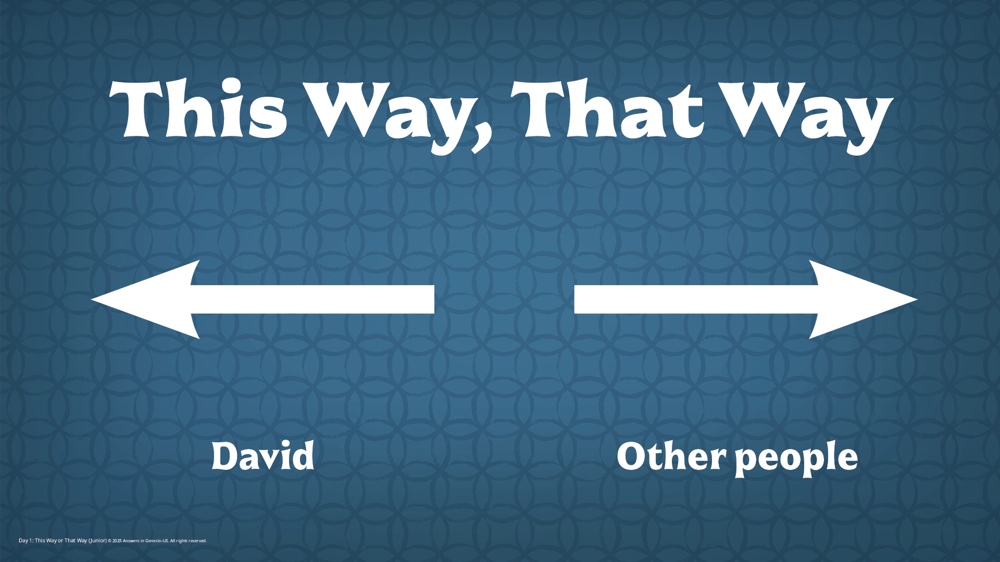 This Way, That Way
David
Other people
Day 1: This Way or That Way (Junior) © 2025 Answers in Genesis–US. All rights reserved.